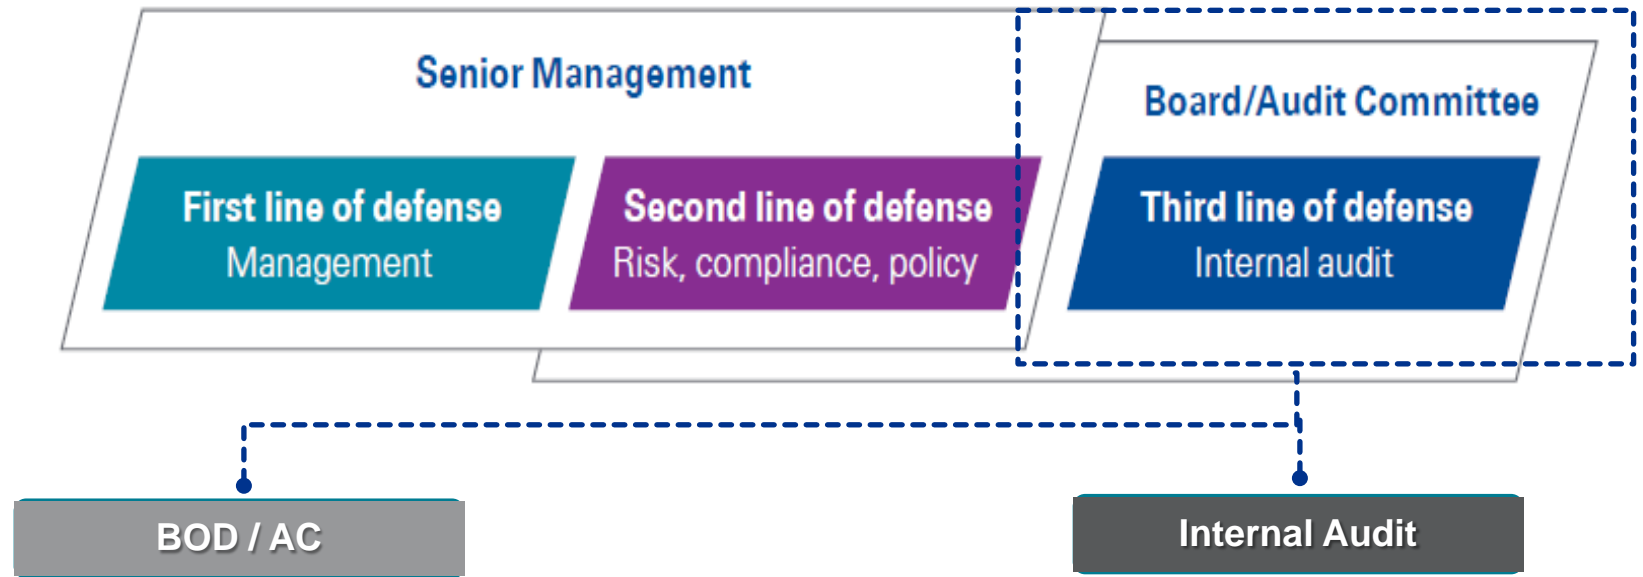 Senior Management
Board/Audit Committee
First line of defense
Management
Second line of defense
Risk, compliance, policy
Third line of defense
Internal audit
BOD / AC
Internal Audit